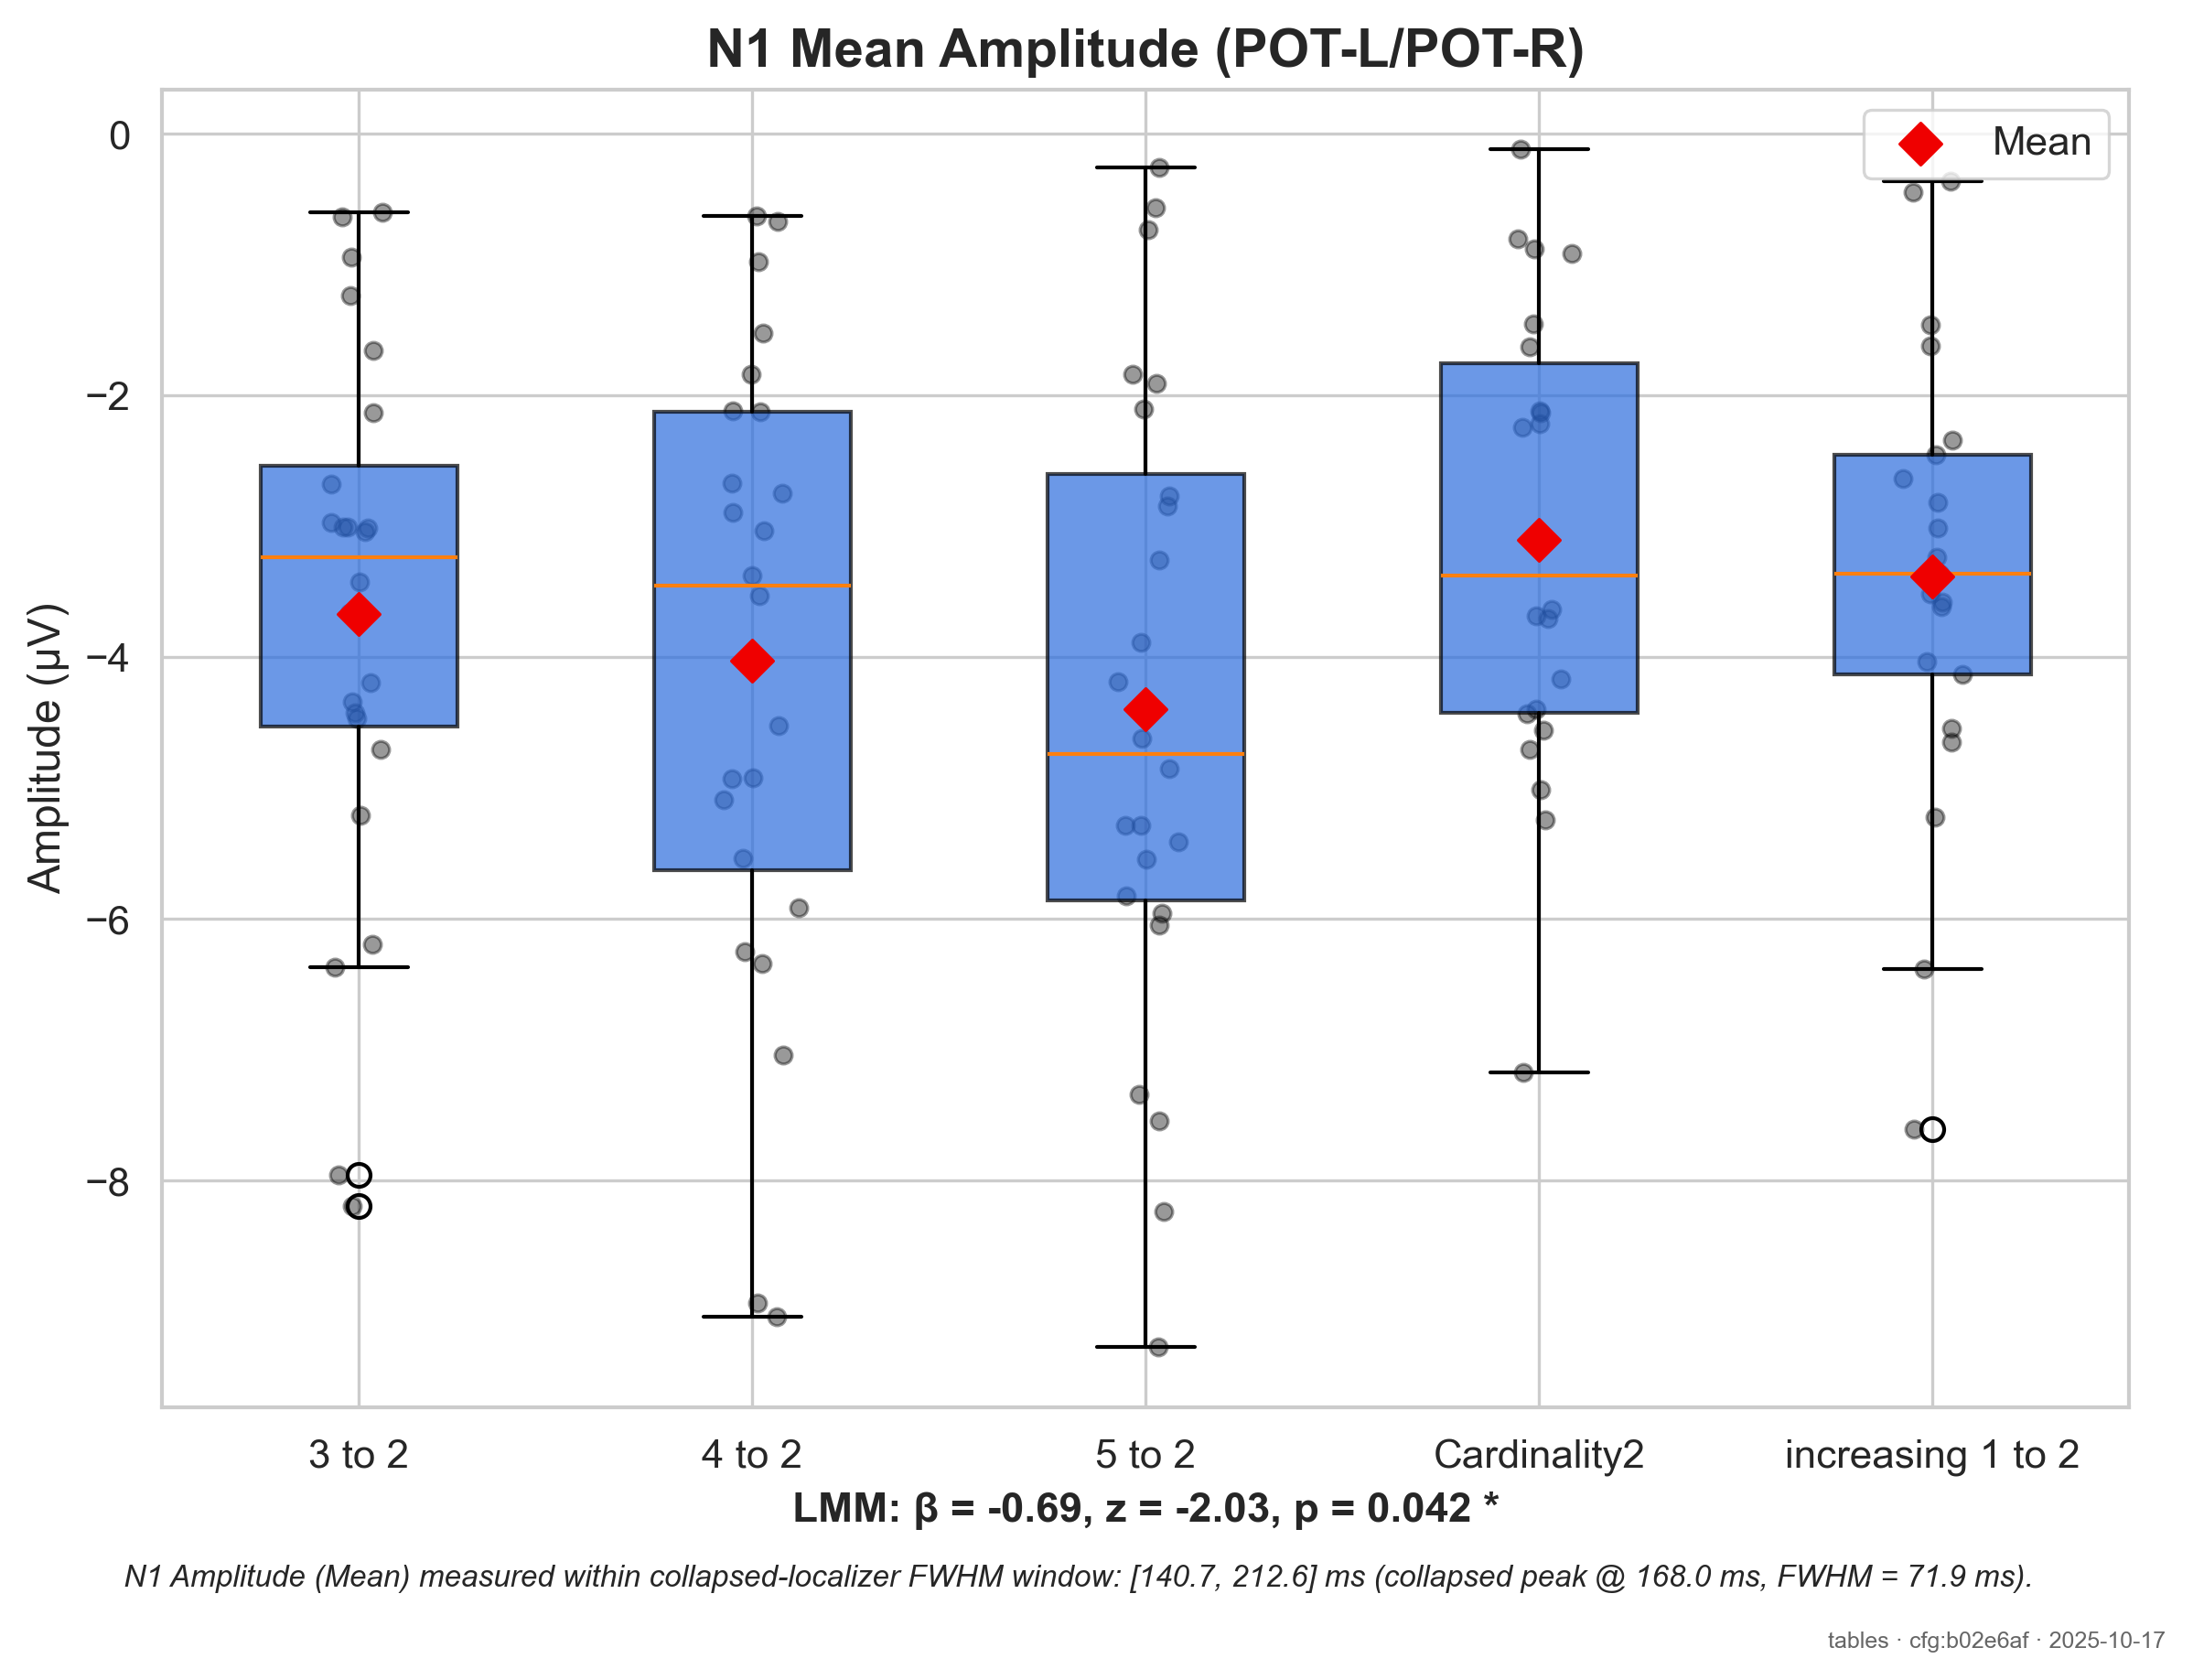 N1 Mean Amplitude (POT-L/POT-R)
Mean
Amplitude (µV)
0
−2
−4
−6
−8
3 to 2
4 to 2
5 to 2
Cardinality2
increasing 1 to 2
LMM: β = -0.69, z = -2.03, p = 0.042 *
N1 Amplitude (Mean) measured within collapsed-localizer FWHM window: [140.7, 212.6] ms (collapsed peak @ 168.0 ms, FWHM = 71.9 ms).
tables · cfg:b02e6af · 2025-10-17